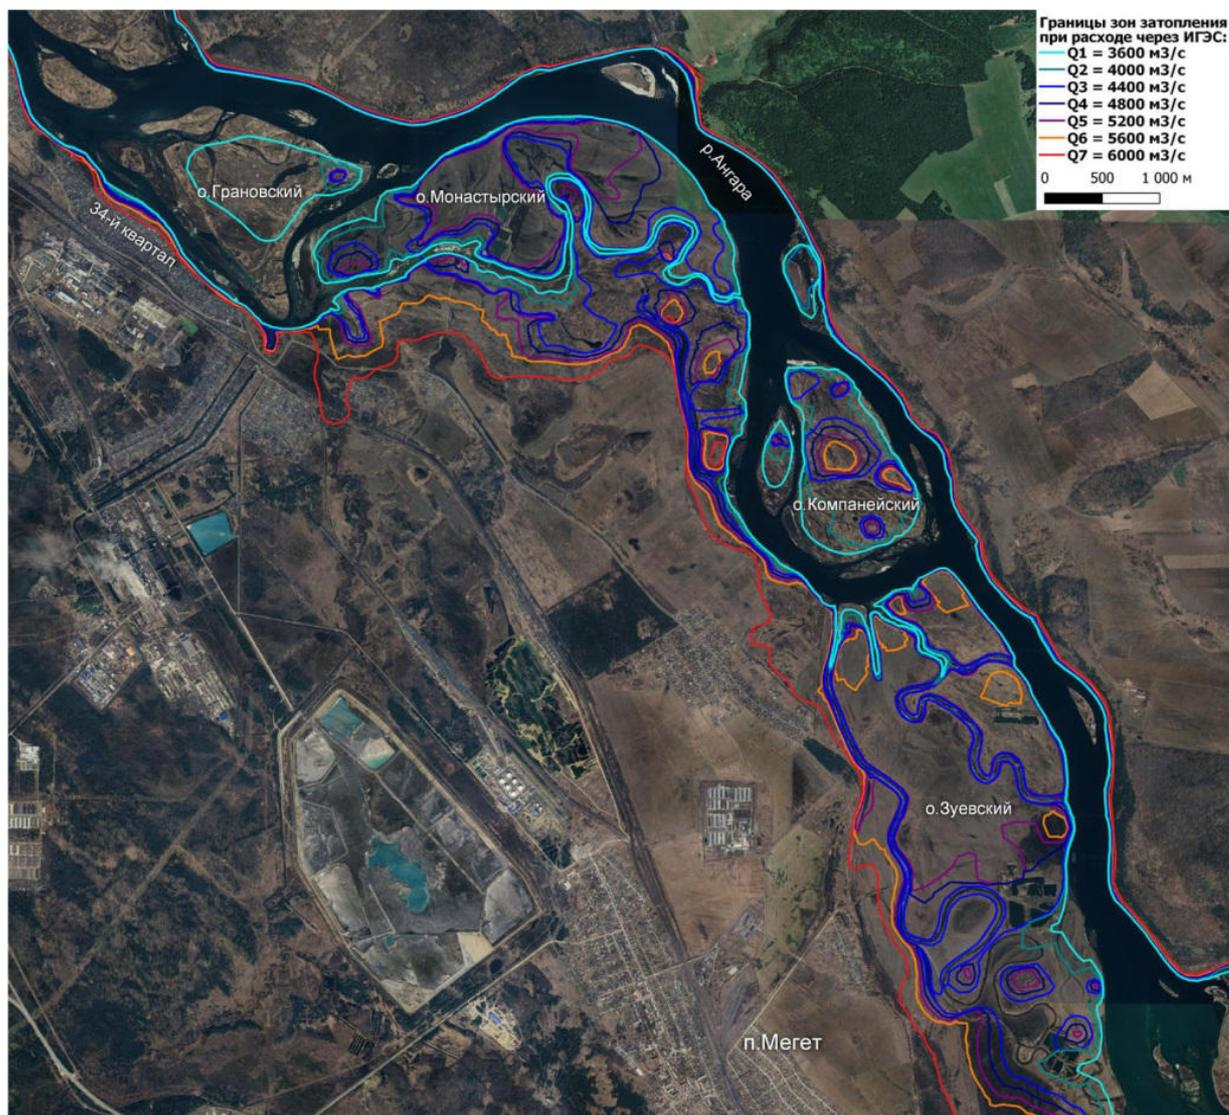 Границы зон затопления
при расходе через ИГЭС:
Q1 = 3600 м3/с
Q2 = 4000 м3/с
Q3 = 4400 м3/с
Q4 = 4800 м3/с
Q5 = 5200 м3/с
Q6 = 5600 м3/с
Q7 = 6000 м3/с
0 500 1 000 м
р.Ангара
о.Грановский
о.Монастырский
34-й квартал
о.Компанейский
о.Зуевский
п.Мегет